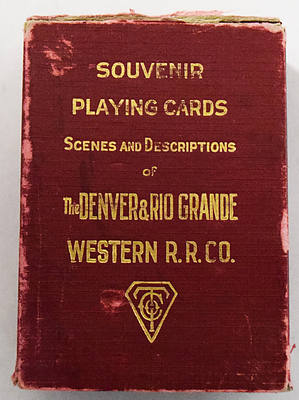 SOUVENIR
PLAYING CARDS
SCENES AND DESCRIPTIONS
OF
The DENVER & RIO GRANDE
WESTERN R.R.CO.